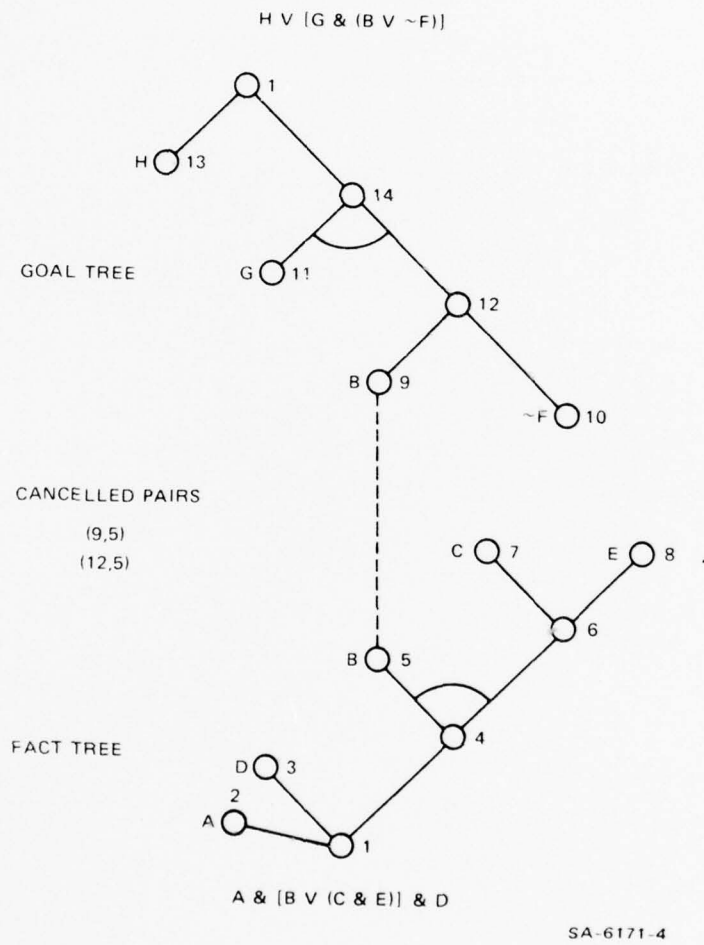 H V [G & (B V ~F)]
1
H 13
14
GOAL TREE
G 11
12
B 9
~F 10
CANCELLED PAIRS
(9,5)
(12,5)
C 7
E 8
6
B 5
4
FACT TREE
D 3
2
A
1
A & [B V (C & E)] & D
SA-6171-4